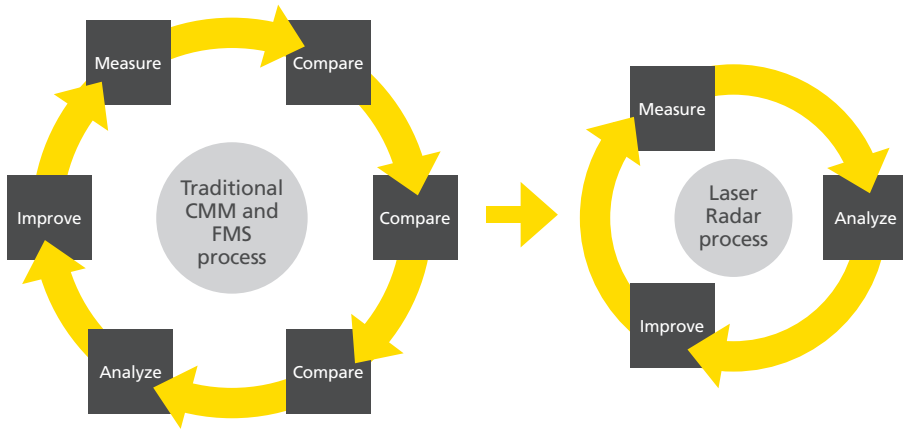 Measure
Compare
Compare
Compare
Analyze
Improve
Traditional
CMM and
FMS
process
Measure
Analyze
Improve
Laser
Radar
process